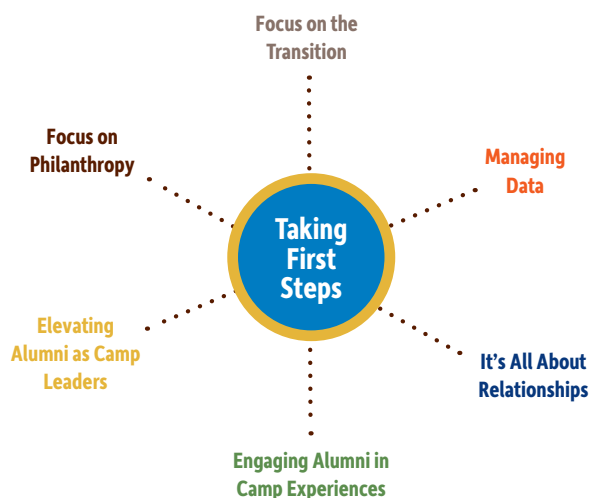 Focus on the
Transition
Focus on
Philanthropy
Managing
Data
Taking
First
Steps
Elevating
Alumni as Camp
Leaders
It's All About
Relationships
Engaging Alumni in
Camp Experiences